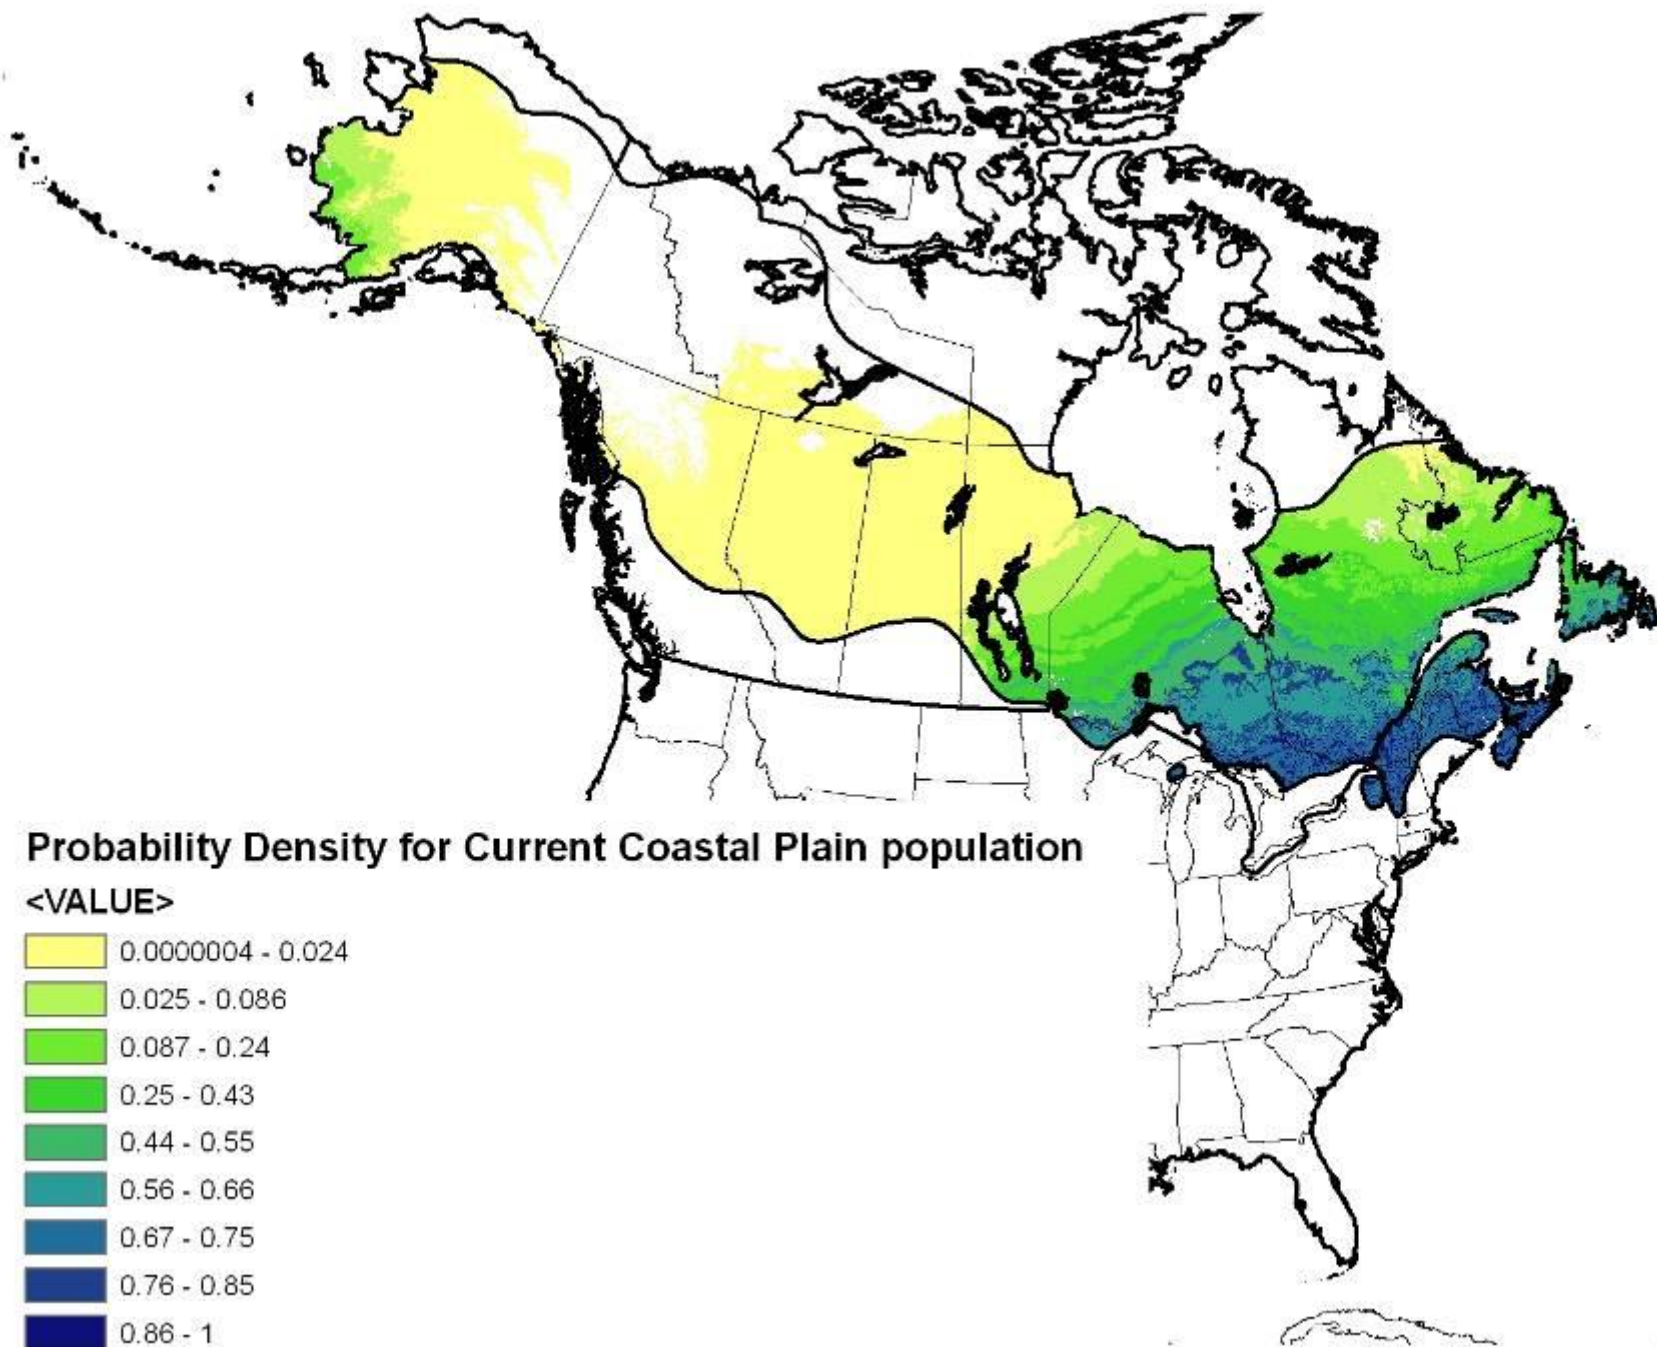 Probability Density for Current Coastal Plain population
<VALUE>
0.0000004 - 0.024
0.025 - 0.086
0.087 - 0.24
0.25 - 0.43
0.44 - 0.55
0.56 - 0.66
0.67 - 0.75
0.76 - 0.85
0.86 - 1